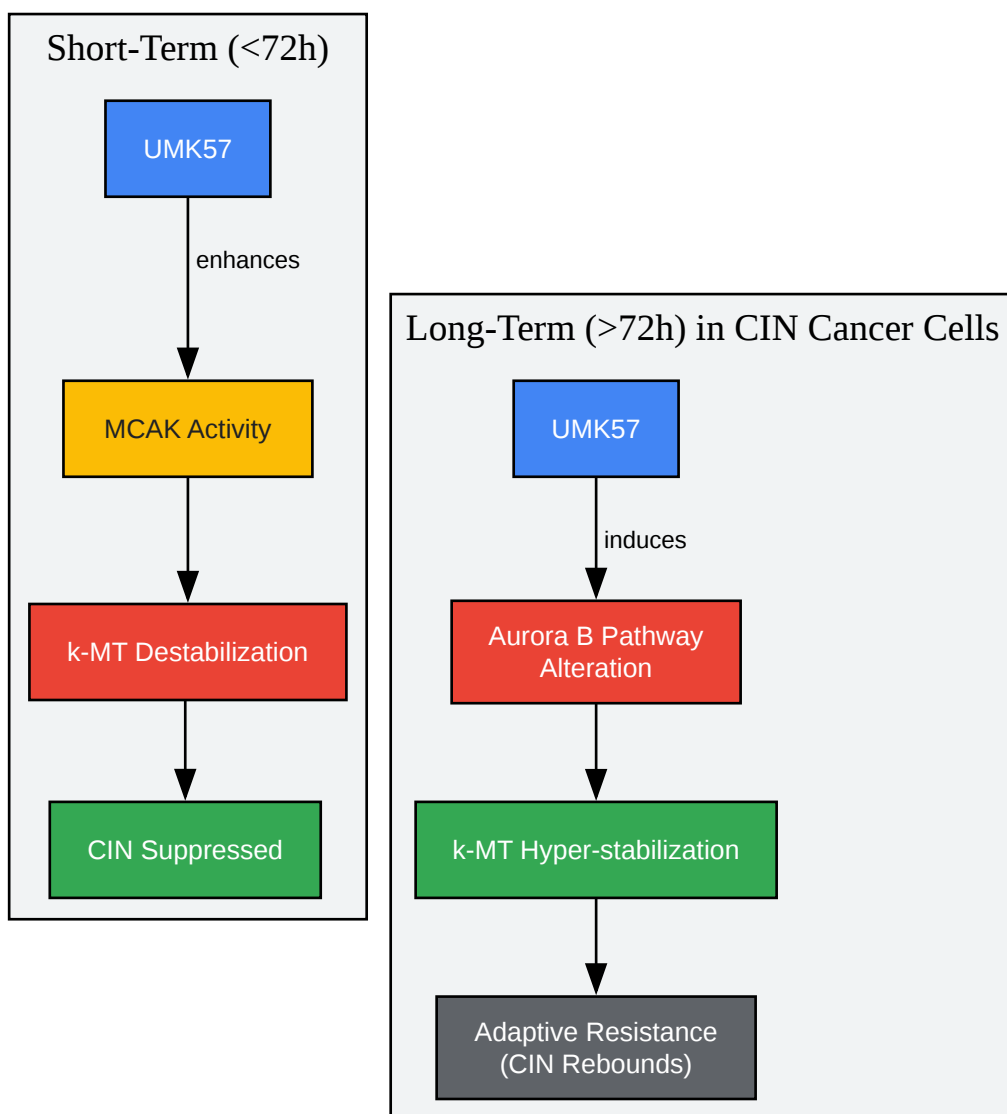 Short-Term (<72h)
UMK57
enhances
MCAK Activity
k-MT Destabilization
CIN Suppressed
Long-Term (>72h) in CIN Cancer Cells
UMK57
induces
Aurora B Pathway
Alteration
k-MT Hyper-stabilization
Adaptive Resistance
(CIN Rebounds)